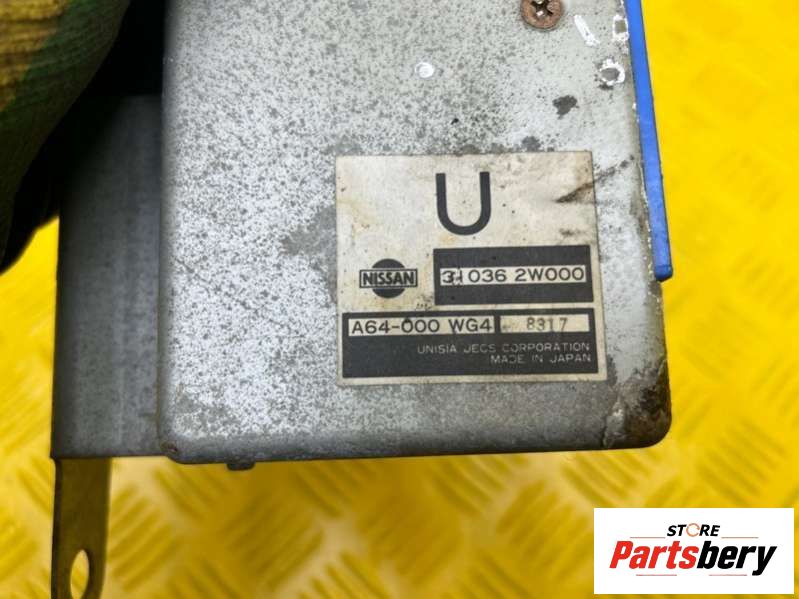 U
NISSAN
31036 2W000
A64-000 WG4 8317
UNISIA JECS CORPORATION
MADE IN JAPAN
STORE
Partsbery